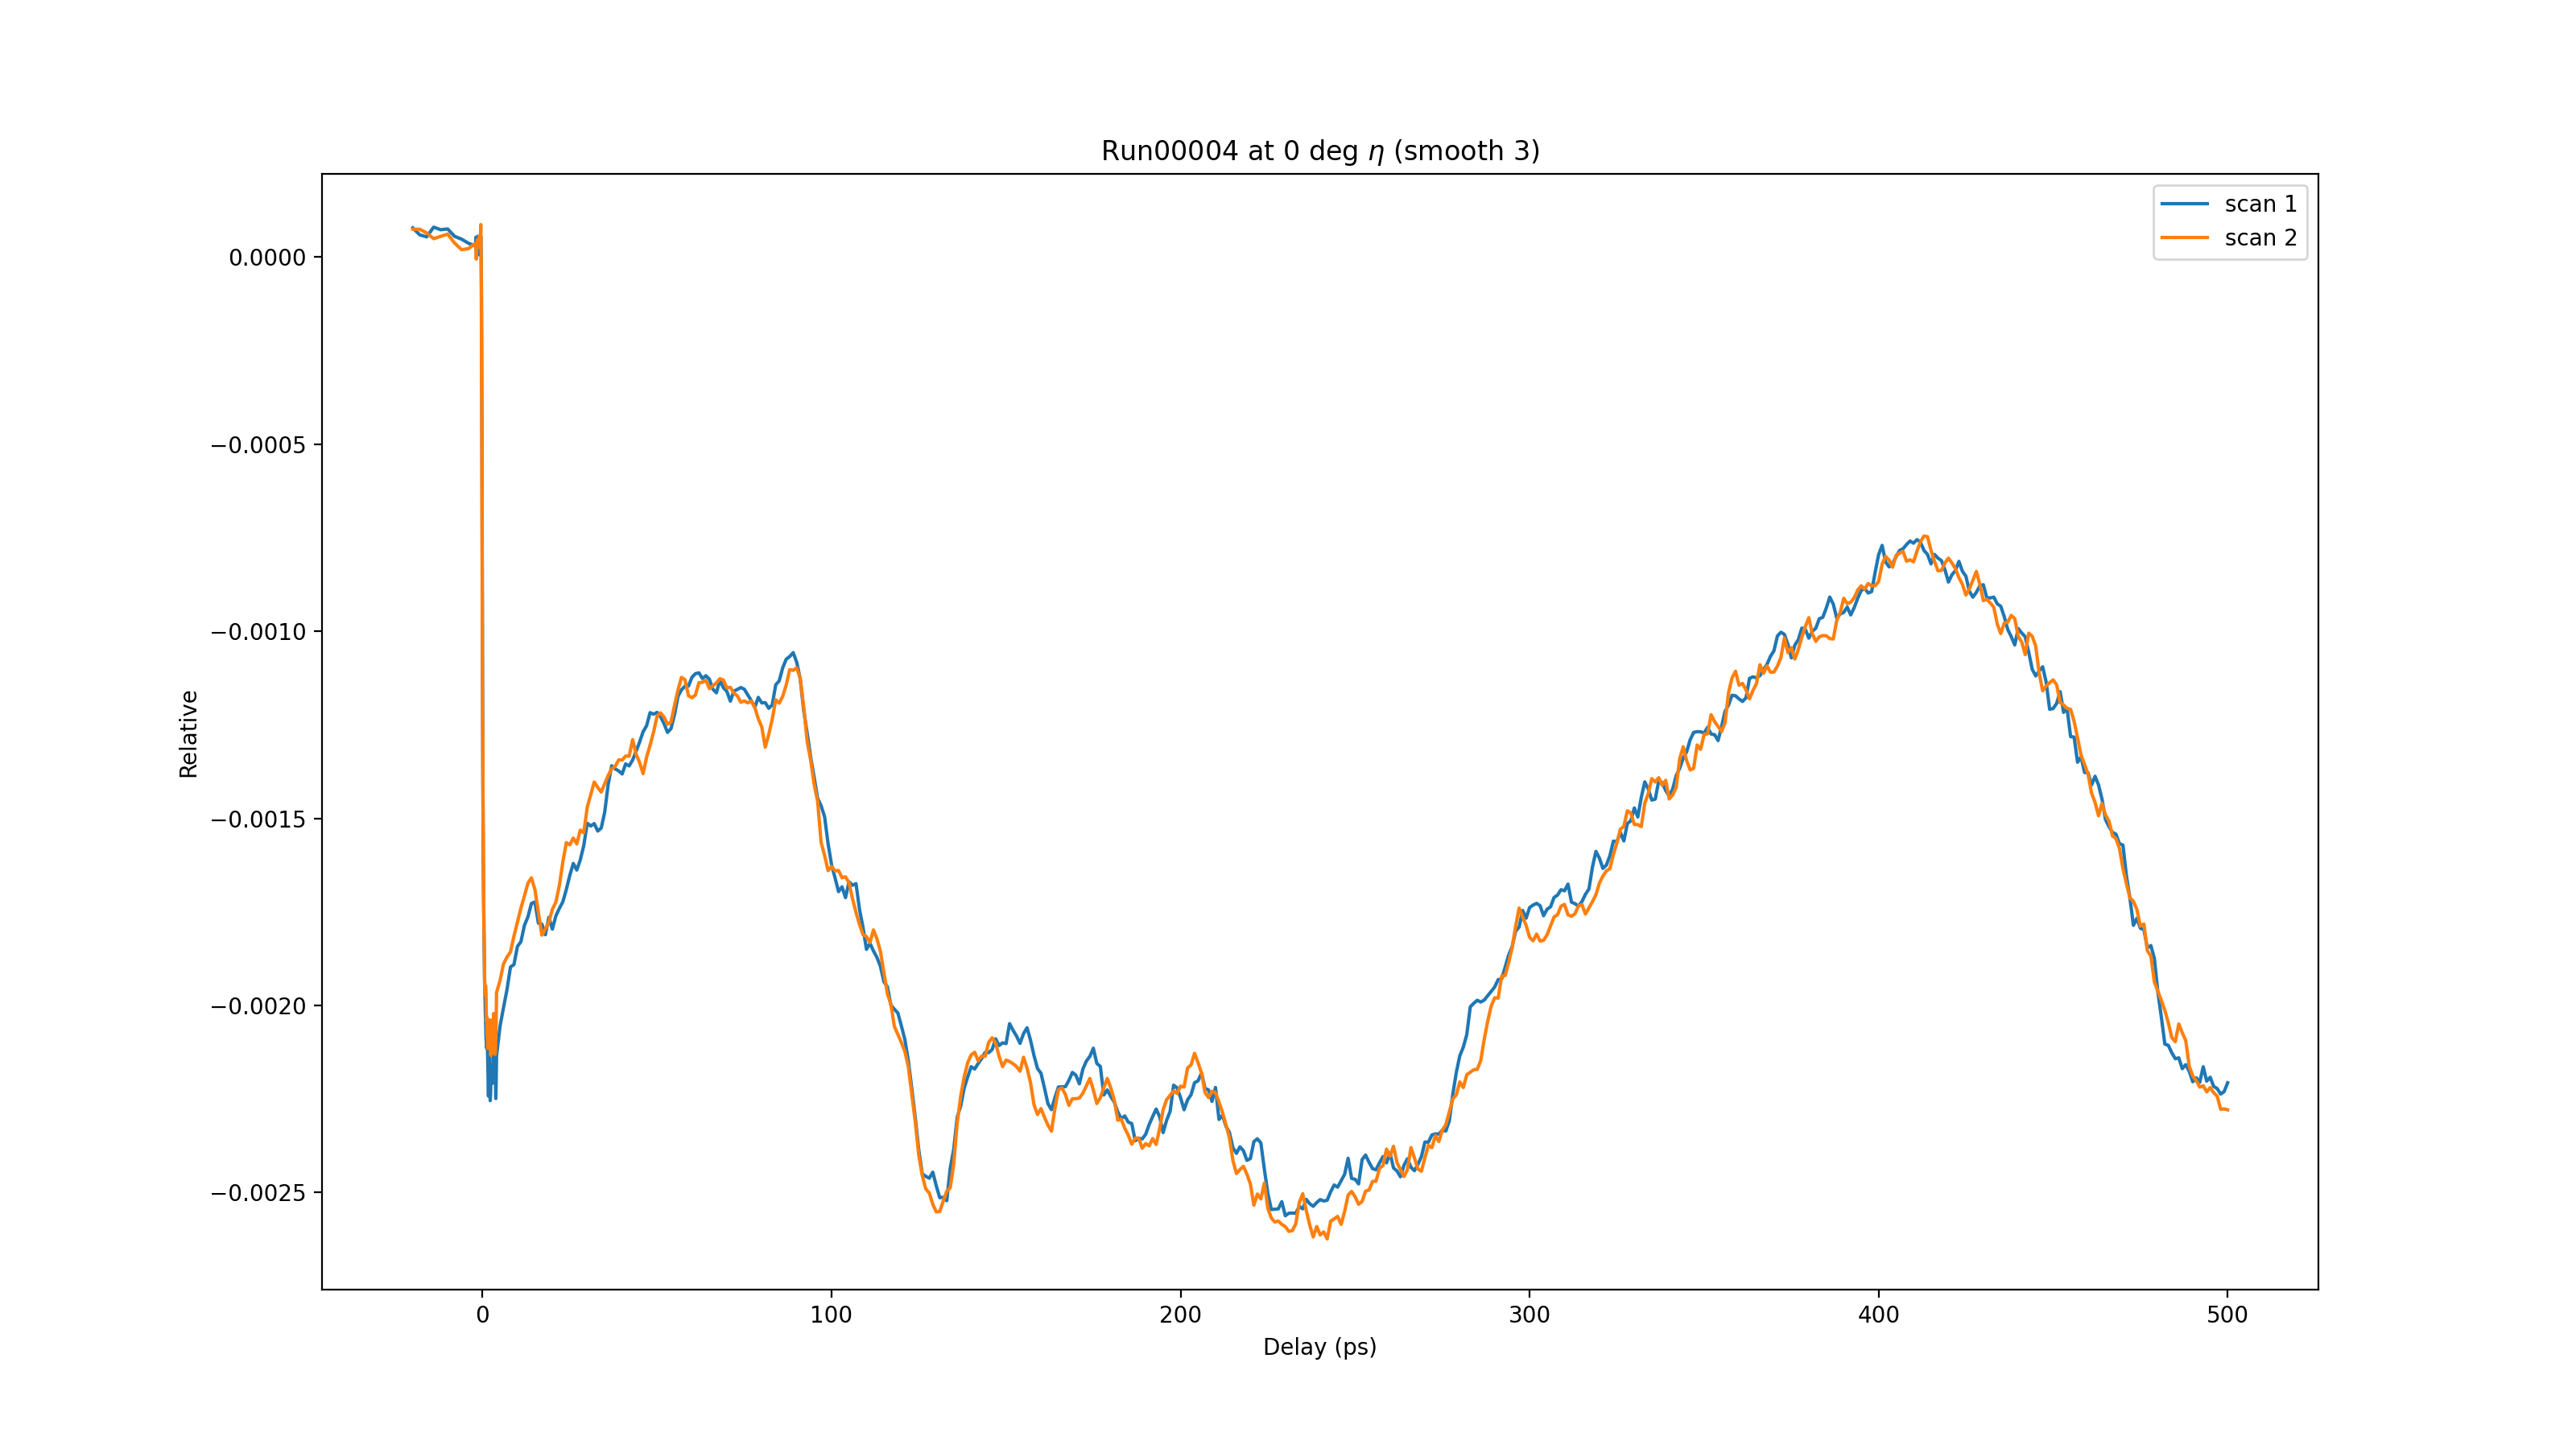 Run00004 at 0 deg η (smooth 3)
scan 1
scan 2
Relative
0.0000
−0.0005
−0.0010
−0.0015
−0.0020
−0.0025
0 100 200 300 400 500
Delay (ps)